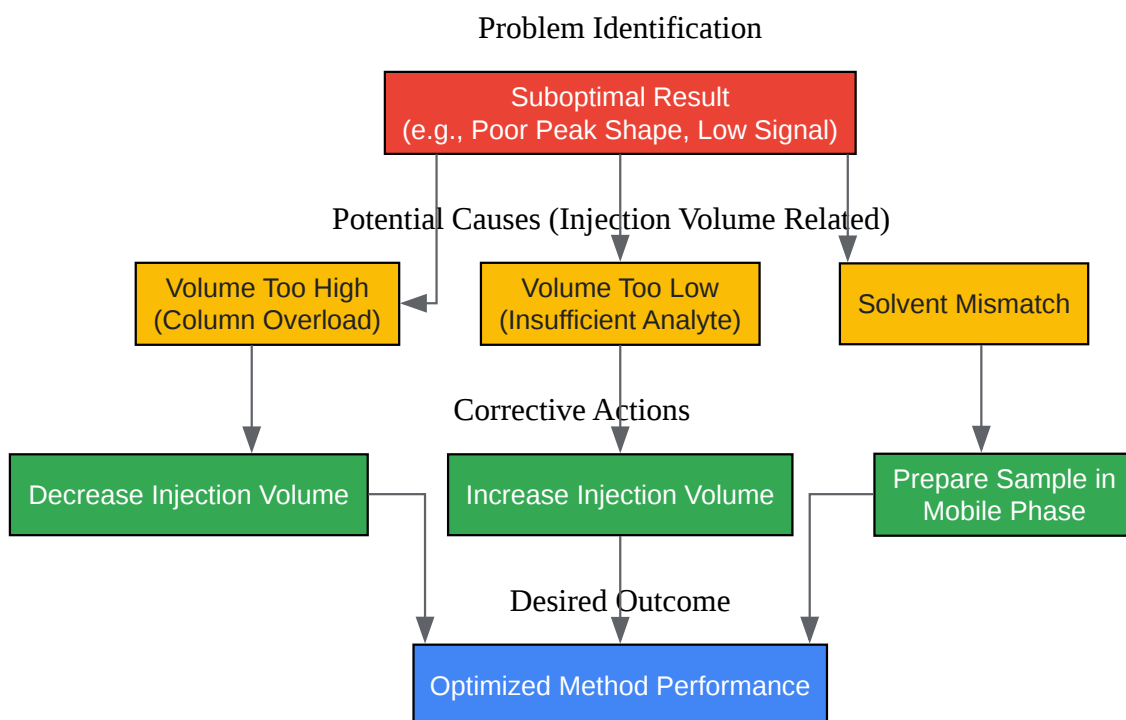 Problem Identification
Suboptimal Result
(e.g., Poor Peak Shape, Low Signal)
Potential Causes (Injection Volume Related)
Volume Too High
(Column Overload)
Volume Too Low
(Insufficient Analyte)
Solvent Mismatch
Corrective Actions
Decrease Injection Volume
Increase Injection Volume
Prepare Sample in
Mobile Phase
Desired Outcome
Optimized Method Performance